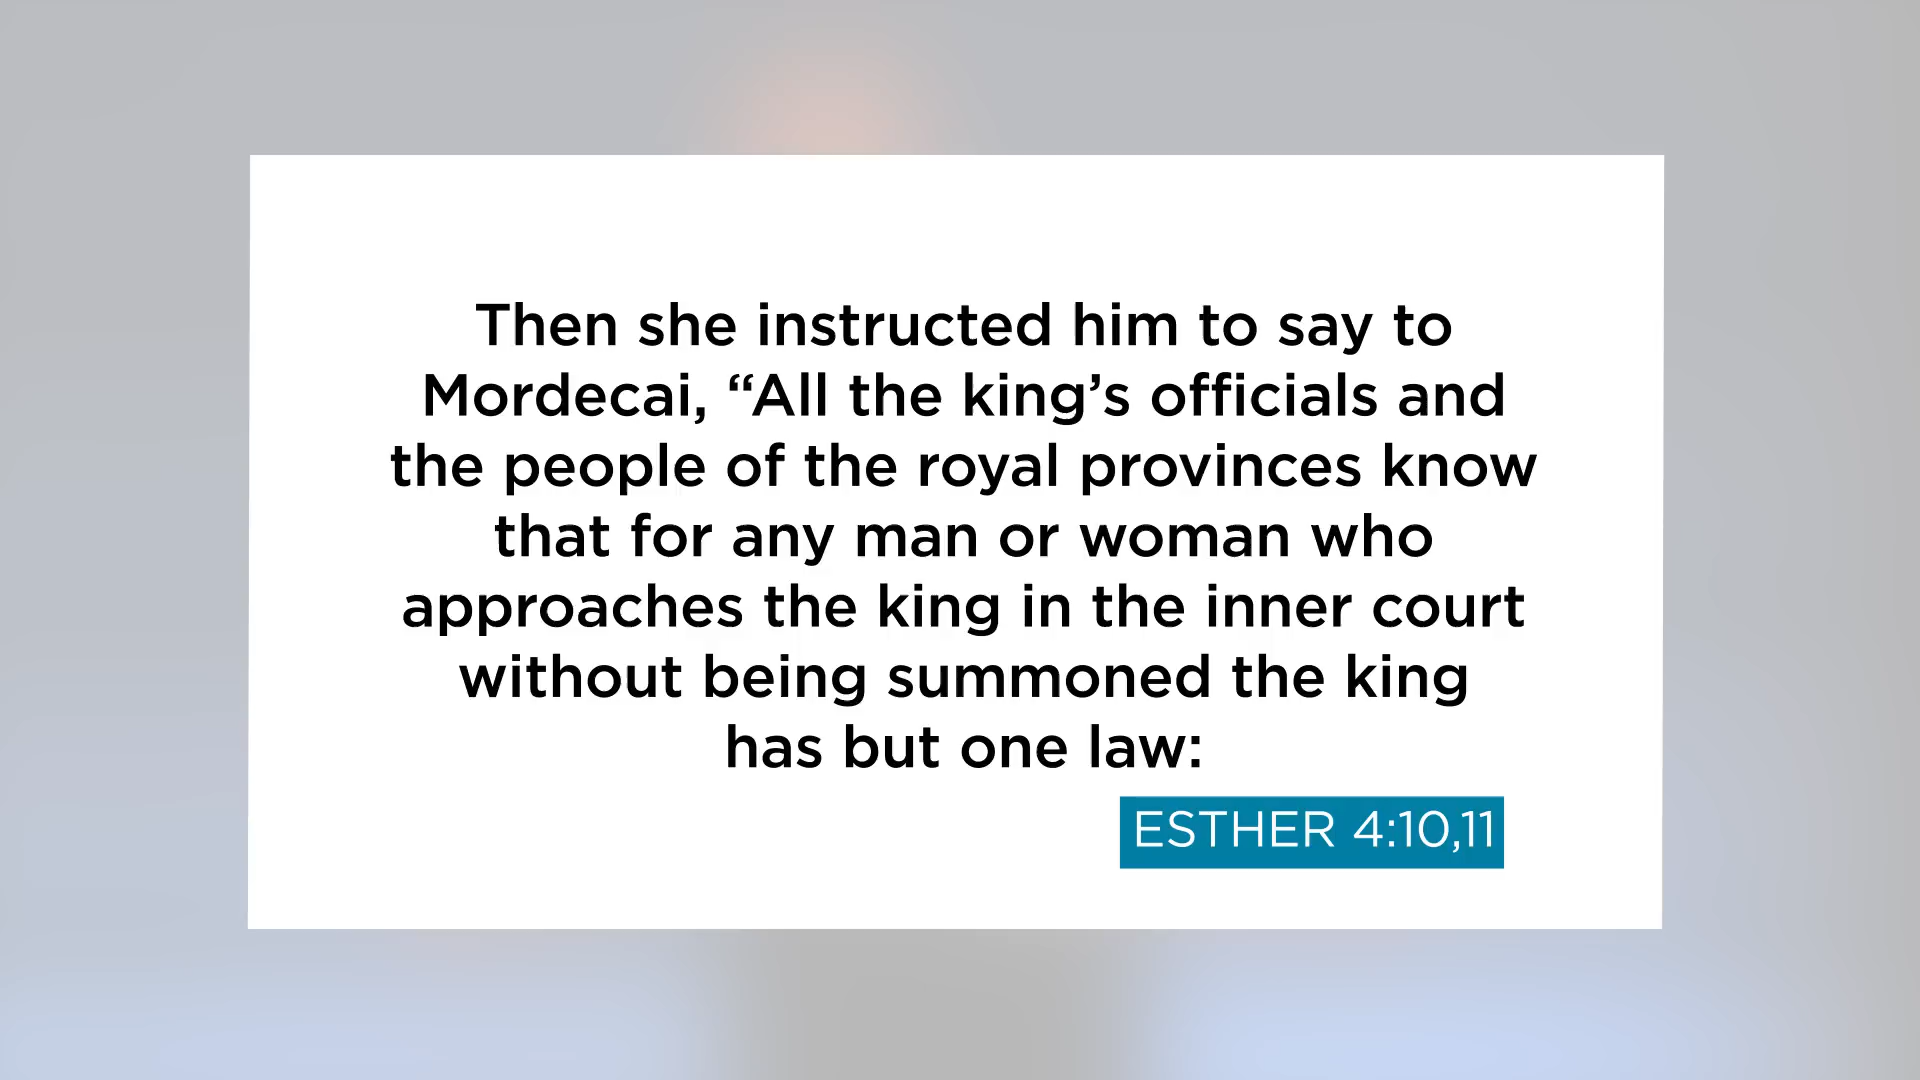 Then she instructed him to say to
Mordecai, “All the king’s officials and
the people of the royal provinces know
that for any man or woman who
approaches the king in the inner court
without being summoned the king
has but one law:
ESTHER 4:10,11